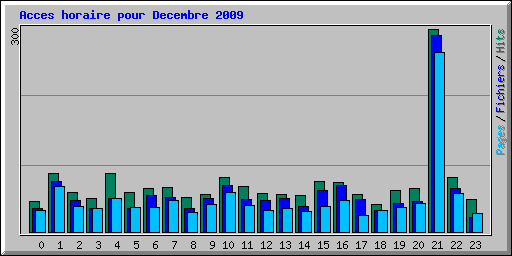 Acces horaire pour Decembre 2009
300
Pages / Fichiers / Hits
0 1 2 3 4 5 6 7 8 9 10 11 12 13 14 15 16 17 18 19 20 21 22 23